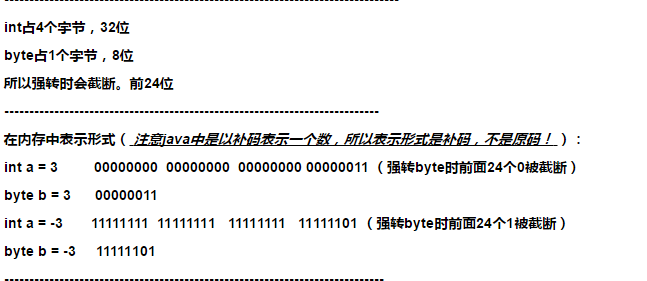 --------------------------------------------------------------------------------
int占4个字节，32位
byte占1个字节，8位
所以强转时会截断。前24位
----------------------------------------------------------------------------
在内存中表示形式（ 注意java中是以补码表示一个数，所以表示形式是补码，不是原码！ ）：
int a = 3 00000000 00000000 00000000 00000011 （强转byte时前面24个0被截断）
byte b = 3 00000011
int a = -3 11111111 11111111 11111111 11111101 （强转byte时前面24个1被截断）
byte b = -3 11111101
-----------------------------------------------------------------------------